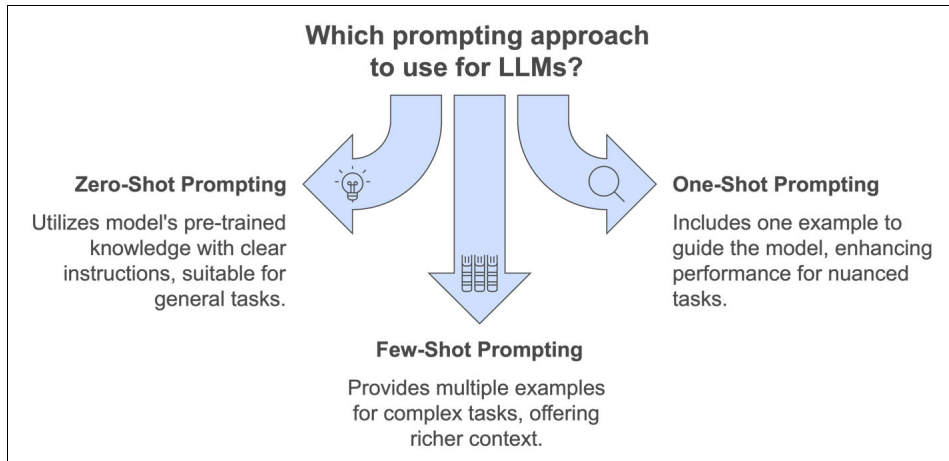 Which prompting approach
to use for LLMs?
Zero-Shot Prompting
Utilizes model's pre-trained
knowledge with clear
instructions, suitable for
general tasks.
One-Shot Prompting
Includes one example to
guide the model, enhancing
performance for nuanced
tasks.
Few-Shot Prompting
Provides multiple examples
for complex tasks, offering
richer context.